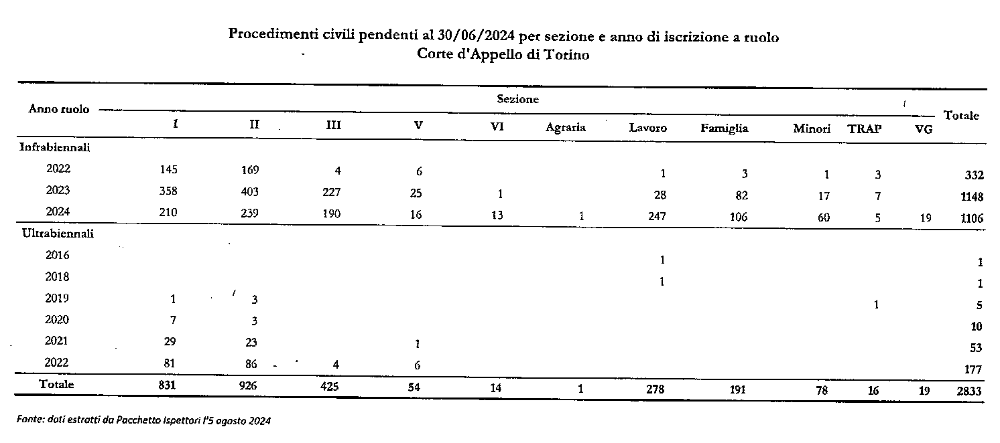 Procedimenti civili pendenti al 30/06/2024 per sezione e anno di iscrizione a ruolo
Corte d'Appello di Torino
Anno ruolo Sezione Totale
I II III V VI Agraria Lavoro Famiglia Minori TRAP VG
Infrabiennali
2022 145 169 4 6 1 3 1 3 332
2023 358 403 227 25 1 28 82 17 7 1148
2024 210 239 190 16 13 1 247 106 60 5 19 1106
Ultrabiennali
2016 1 1
2018 1 1
2019 1 3 1 5
2020 7 3 10
2021 29 23 1 53
2022 81 86 4 6 177
Totale 831 926 425 54 14 1 278 191 78 16 19 2833
Fonte: dati estratti da Pacchetto Ispettori l'5 agosto 2024